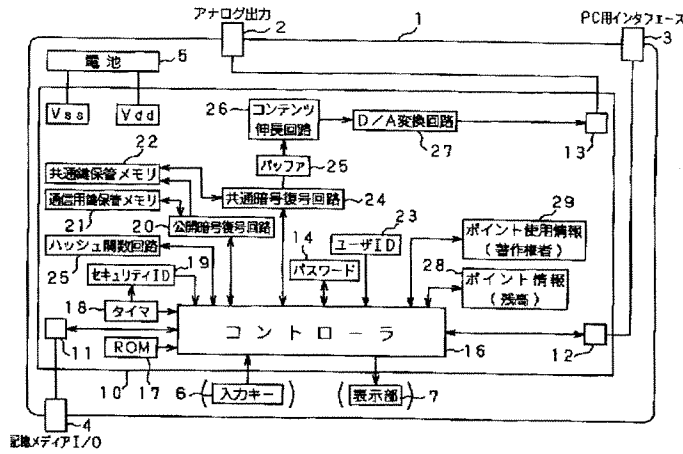 アナログ出力
2
1
PC用インタフェース
3
電池
5
Vss
Vdd
26
コンテンツ
伸長回路
D/A変換回路
27
13
22
バッファ
25
共通鍵保管メモリ
共通暗号復号回路
24
通信用鍵保管メモリ
21
20
公開暗号復号回路
23
29
ハッシュ関数回路
25
14
ユーザID
ポイント使用情報
(著作権者)
セキュリティID
19
パスワード
28
ポイント情報
(残高)
18
タイマ
コントローラ
16
11
12
ROM
17
10
6
(入力キー)
(表示部)
7
4
記録メディアI/O